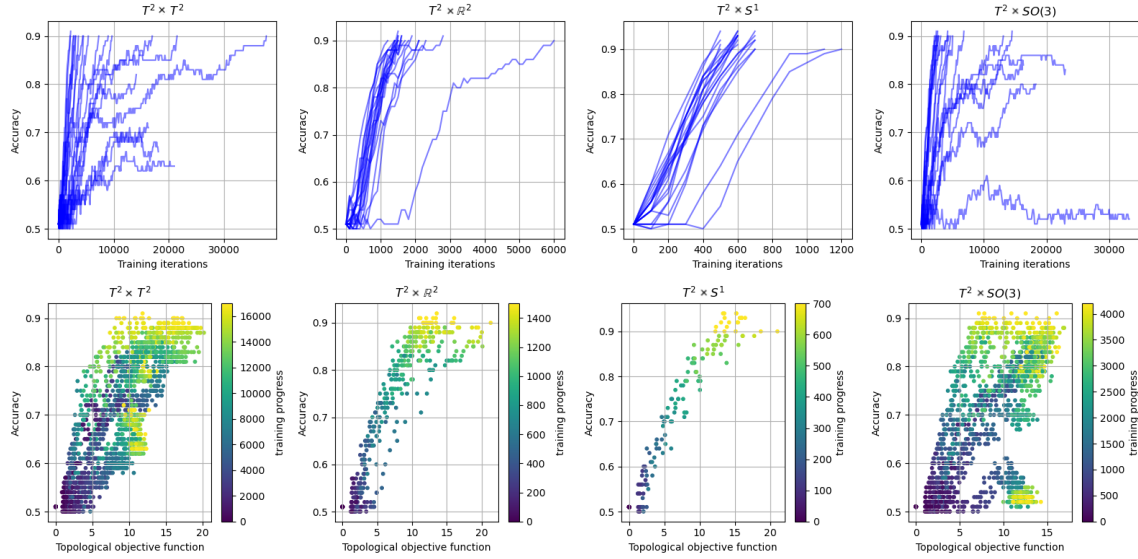 T² × T²
T² × ℝ²
T² × S¹
T² × SO(3)
0.9
0.8
0.7
0.6
0.5
Accuracy
0 10000 20000 30000
Training iterations
0.9
0.8
0.7
0.6
0.5
Accuracy
0 1000 2000 3000 4000 5000 6000
Training iterations
0.9
0.8
0.7
0.6
0.5
Accuracy
0 200 400 600 800 1000 1200
Training iterations
0.9
0.8
0.7
0.6
0.5
Accuracy
0 10000 20000 30000
Training iterations
T² × T²
T² × ℝ²
T² × S¹
T² × SO(3)
0.9
0.8
0.7
0.6
0.5
Accuracy
0 5 10 15 20
Topological objective function
16000
14000
12000
10000
8000
6000
4000
2000
0
training progress
0.9
0.8
0.7
0.6
0.5
Accuracy
0 5 10 15 20
Topological objective function
1400
1200
1000
800
600
400
200
0
training progress
0.9
0.8
0.7
0.6
0.5
Accuracy
0 5 10 15 20
Topological objective function
700
600
500
400
300
200
100
0
training progress
0.9
0.8
0.7
0.6
0.5
Accuracy
0 5 10 15
Topological objective function
4000
3500
3000
2500
2000
1500
1000
500
0
training progress